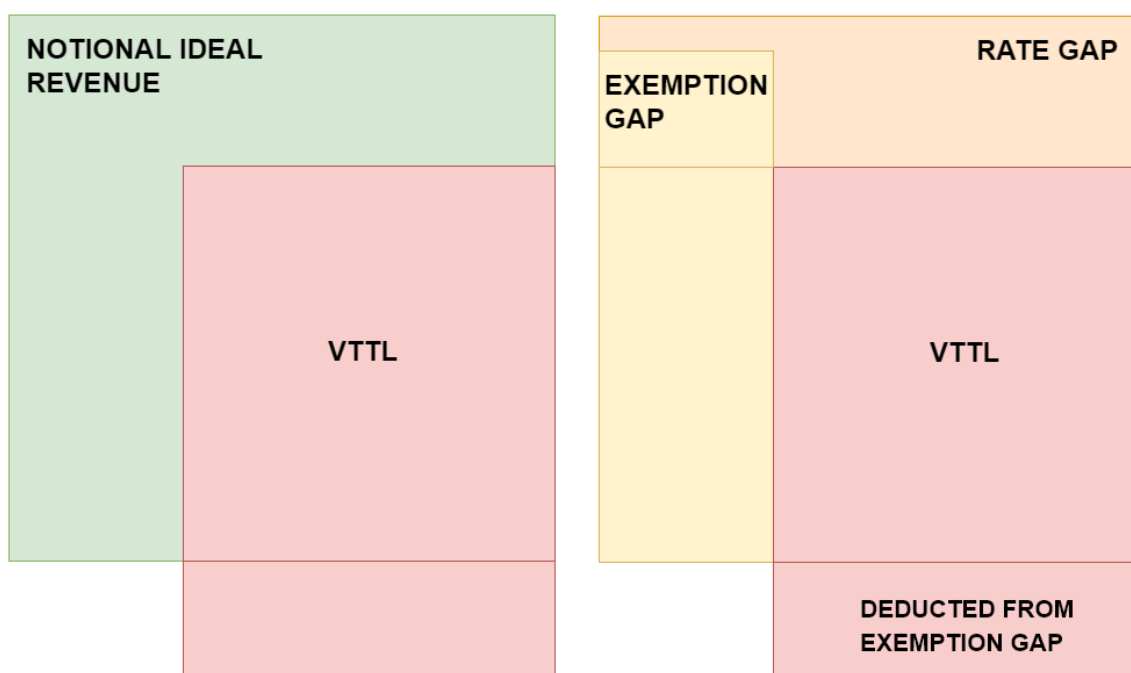 NOTIONAL IDEAL
REVENUE
VTTL
RATE GAP
EXEMPTION
GAP
VTTL
DEDUCTED FROM
EXEMPTION GAP